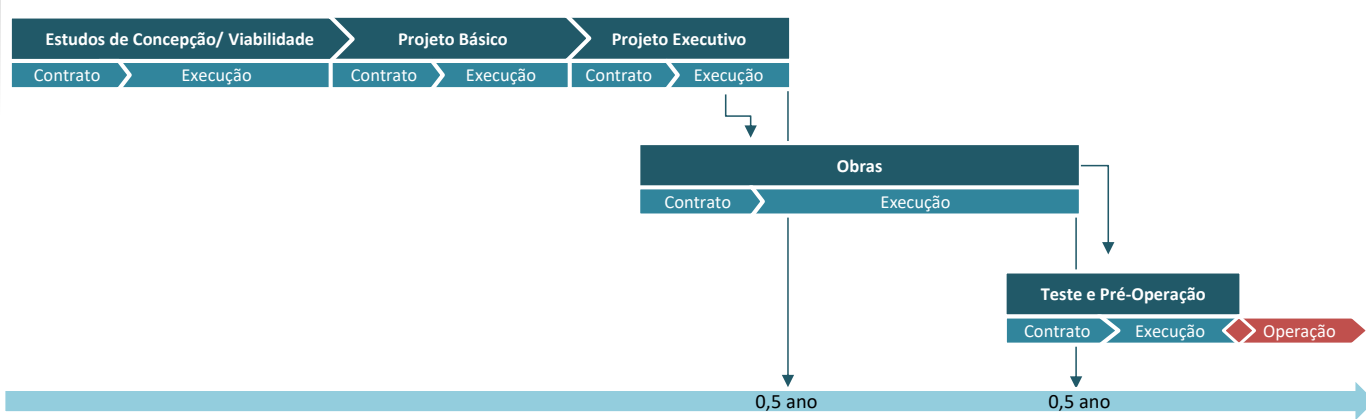 Estudos de Concepção/ Viabilidade
Projeto Básico
Projeto Executivo
Contrato
Execução
Contrato
Execução
Contrato
Execução
Obras
Contrato
Execução
Teste e Pré-Operação
Contrato
Execução
Operação
0,5 ano
0,5 ano